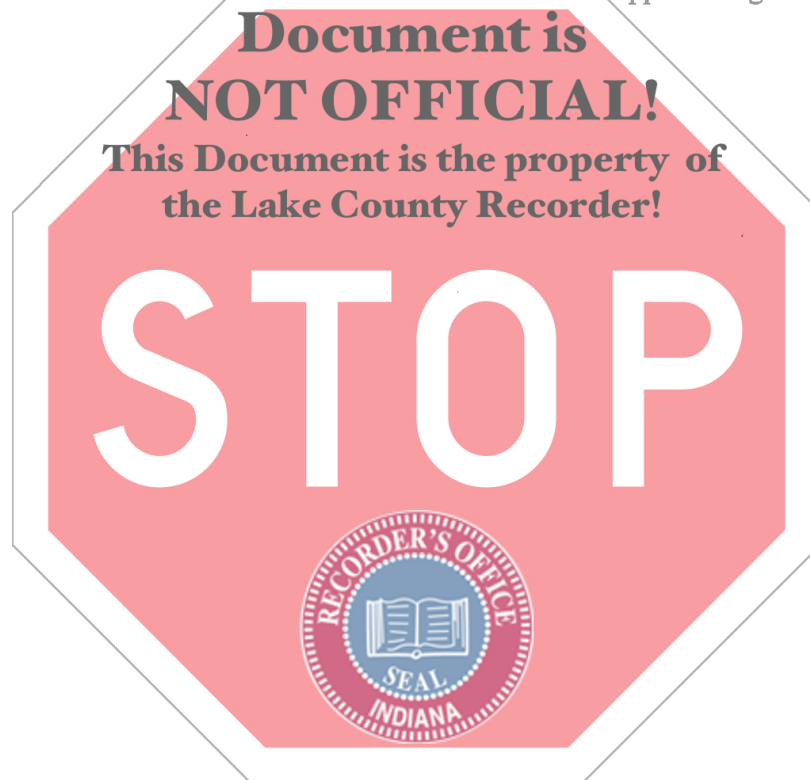 Document is
NOT OFFICIAL!
This Document is the property of
the Lake County Recorder!
STOP
RECORDER'S OFFICE
SEAL
INDIANA